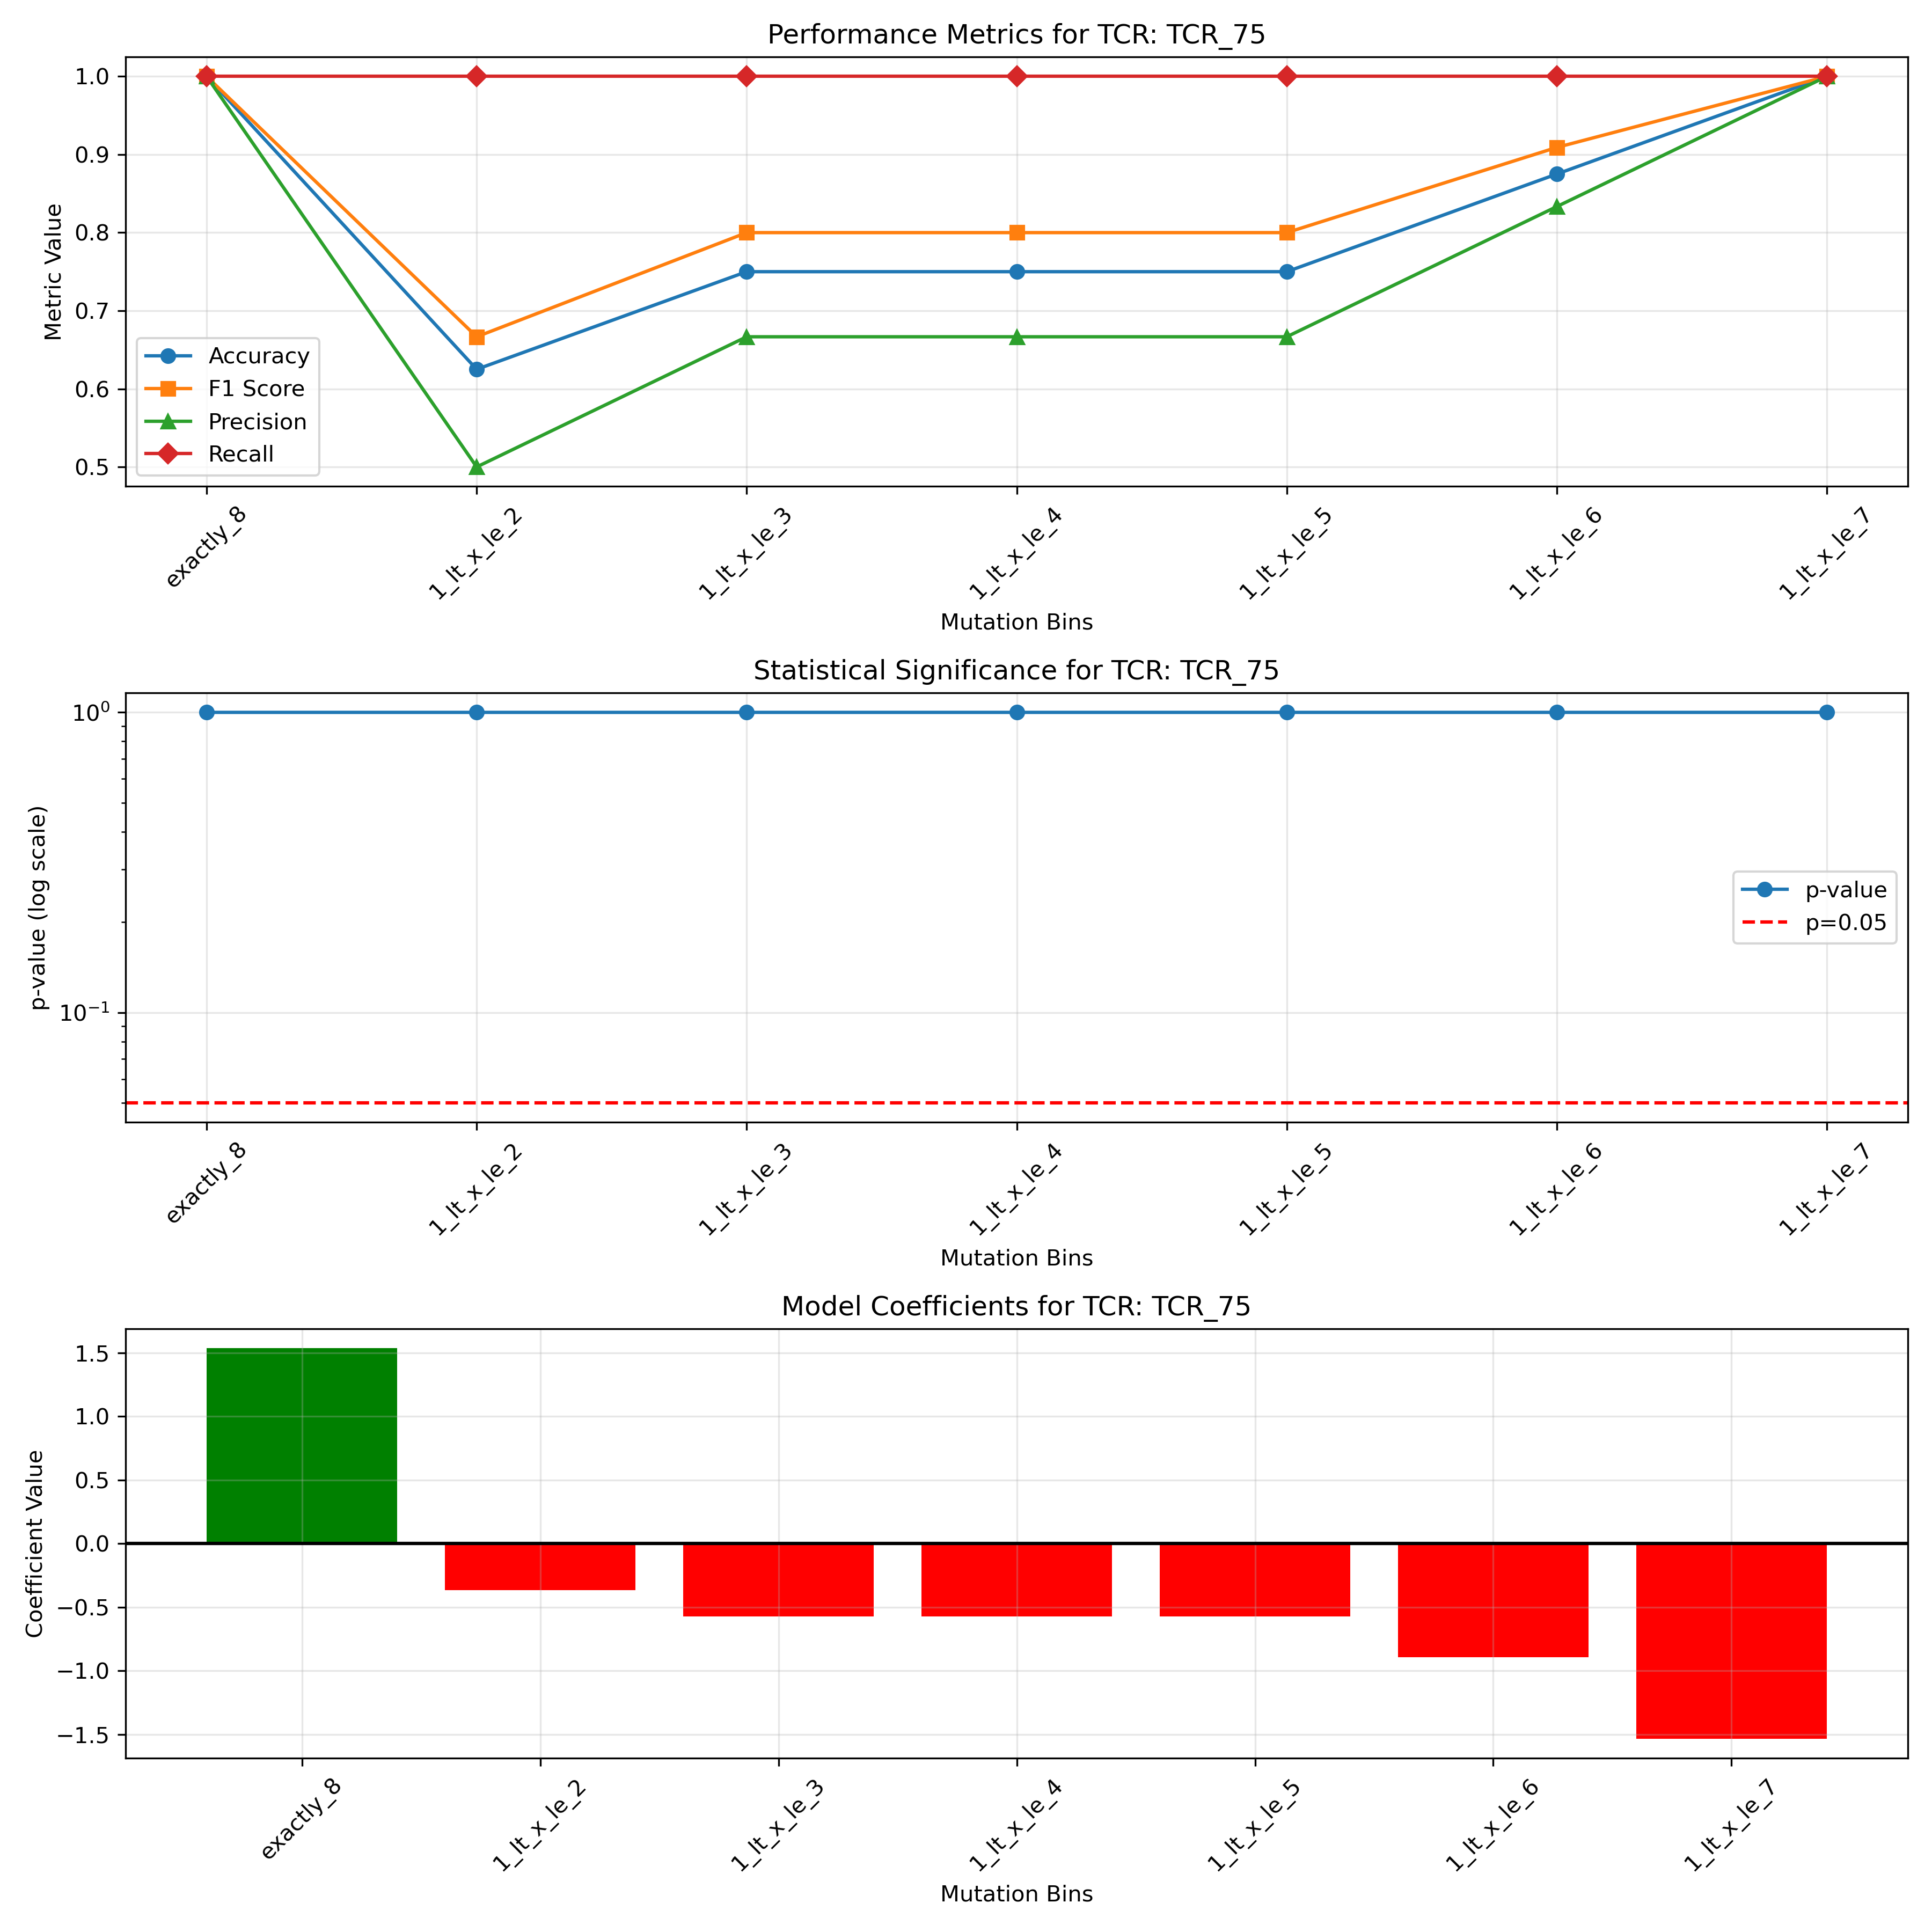 Performance Metrics for TCR: TCR_75
Metric Value
1.0
0.9
0.8
0.7
0.6
0.5
Accuracy
F1 Score
Precision
Recall
exactly_8
1_lt_x_le_2
1_lt_x_le_3
1_lt_x_le_4
1_lt_x_le_5
1_lt_x_le_6
1_lt_x_le_7
Mutation Bins
Statistical Significance for TCR: TCR_75
p-value (log scale)
10⁰
10⁻¹
p-value
p=0.05
exactly_8
1_lt_x_le_2
1_lt_x_le_3
1_lt_x_le_4
1_lt_x_le_5
1_lt_x_le_6
1_lt_x_le_7
Mutation Bins
Model Coefficients for TCR: TCR_75
Coefficient Value
1.5
1.0
0.5
0.0
−0.5
−1.0
−1.5
exactly_8
1_lt_x_le_2
1_lt_x_le_3
1_lt_x_le_4
1_lt_x_le_5
1_lt_x_le_6
1_lt_x_le_7
Mutation Bins